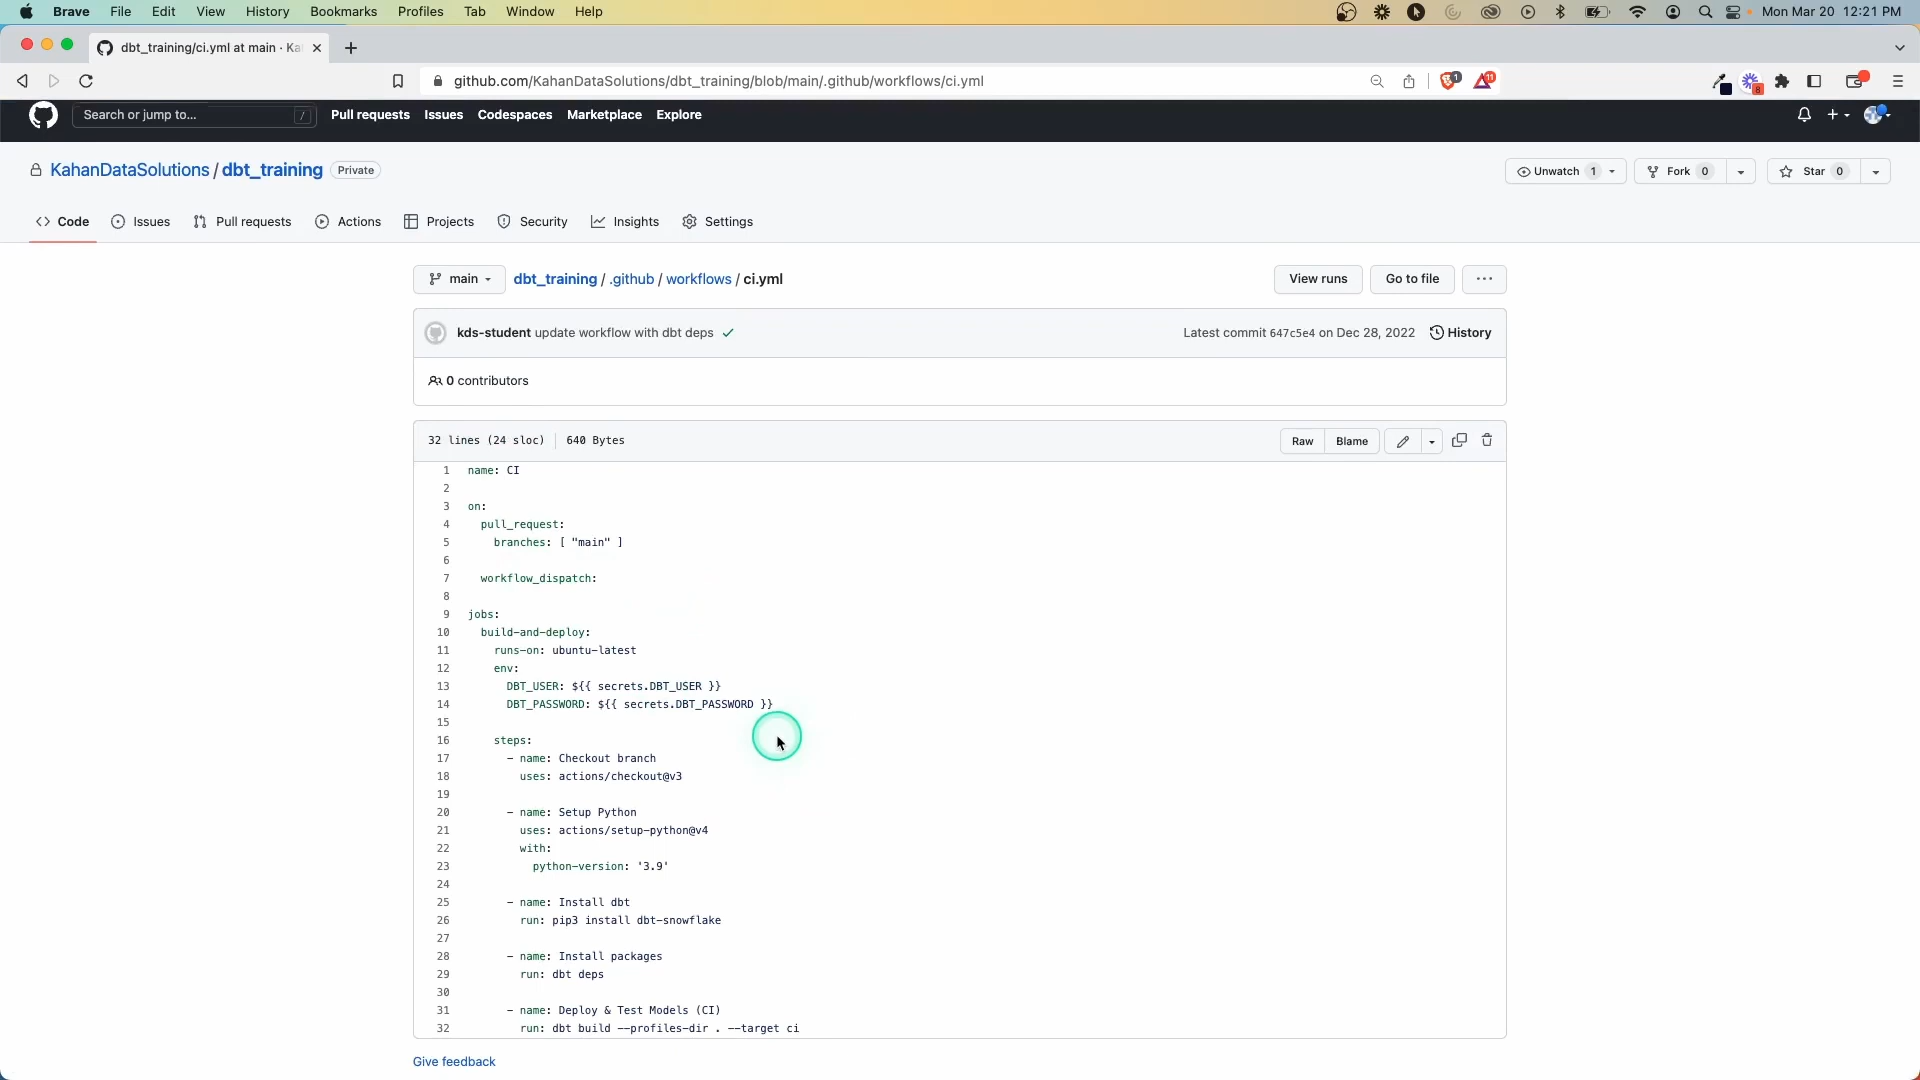 Brave File Edit View History Bookmarks Profiles Tab Window Help Mon Mar 20 12:21 PM
dbt_training/ci.yml at main · Ka
github.com/KahanDataSolutions/dbt_training/blob/main/.github/workflows/ci.yml 1 11 8
Search or jump to... / Pull requests Issues Codespaces Marketplace Explore
KahanDataSolutions / dbt_training Private Unwatch 1 Fork 0 Star 0
Code Issues Pull requests Actions Projects Security Insights Settings
main dbt_training / .github / workflows / ci.yml View runs Go to file ...
kds-student update workflow with dbt deps Latest commit 647c5e4 on Dec 28, 2022 History
0 contributors
32 lines (24 sloc) 640 Bytes Raw Blame
1 name: CI
2
3 on:
4 pull_request:
5 branches: [ "main" ]
6
7 workflow_dispatch:
8
9 jobs:
10 build-and-deploy:
11 runs-on: ubuntu-latest
12 env:
13 DBT_USER: ${{ secrets.DBT_USER }}
14 DBT_PASSWORD: ${{ secrets.DBT_PASSWORD }}
15
16 steps:
17 - name: Checkout branch
18 uses: actions/checkout@v3
19
20 - name: Setup Python
21 uses: actions/setup-python@v4
22 with:
23 python-version: '3.9'
24
25 - name: Install dbt
26 run: pip3 install dbt-snowflake
27
28 - name: Install packages
29 run: dbt deps
30
31 - name: Deploy & Test Models (CI)
32 run: dbt build --profiles-dir . --target ci
Give feedback